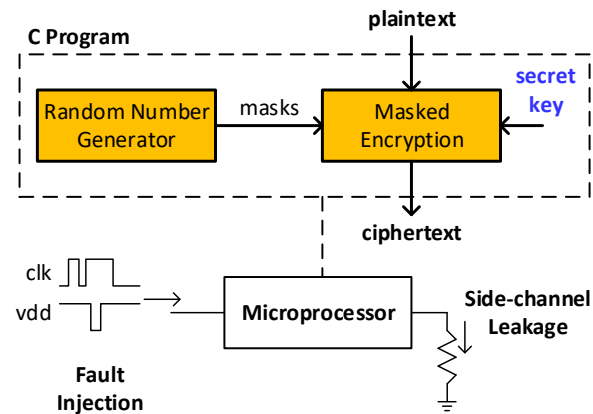 plaintext
C Program
secret
key
Random Number
Generator
masks
Masked
Encryption
ciphertext
clk
vdd
Microprocessor
Side-channel
Leakage
Fault
Injection